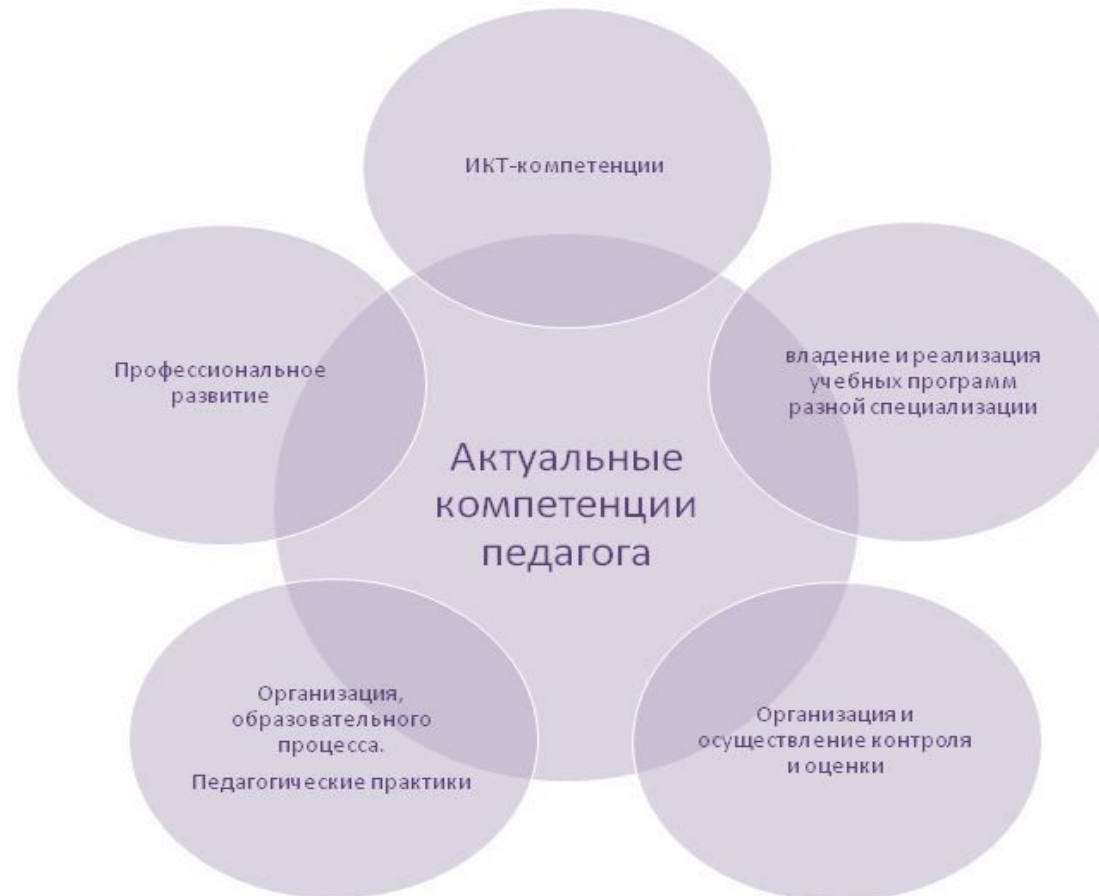 ИКТ-компетенции
Профессиональное
развитие
владение и реализация
учебных программ
разной специализации
Актуальные
компетенции
педагога
Организация,
образовательного
процесса.
Педагогические практики
Организация и
осуществление контроля
и оценки